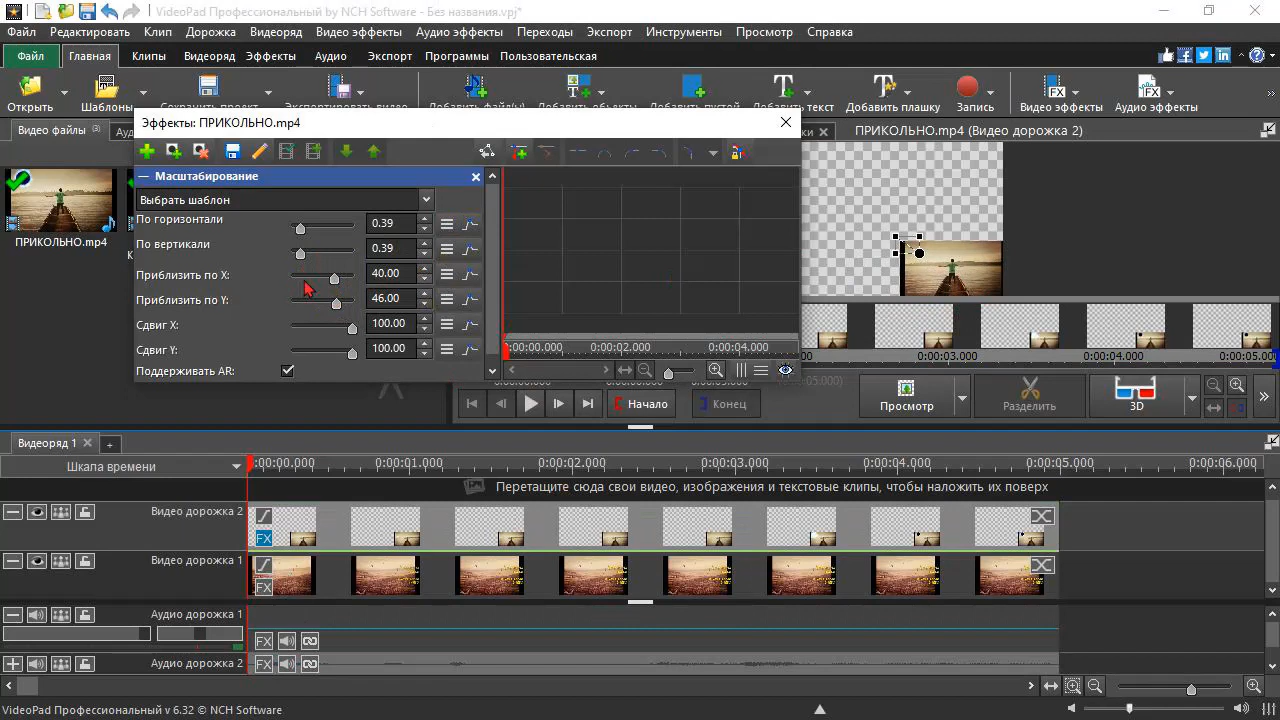 VideoPad Профессиональный by NCH Software - Без названия.vpj*
Файл Редактировать Клип Дорожка Видеоряд Видео эффекты Аудио эффекты Переходы Экспорт Инструменты Просмотр Справка
Файл Главная Клипы Видеоряд Эффекты Аудио Экспорт Программы Пользовательская
Открыть Шаблоны Сохранить проект Экспортировать видео Добавить файл(ы) Добавить объекты Добавить пустой Добавить текст Добавить плашку Запись Видео эффекты Аудио эффекты
Видео файлы (3)
Эффекты: ПРИКОЛЬНО.mp4
ПРИКОЛЬНО.mp4 (Видео дорожка 2)
ПРИКОЛЬНО.mp4
Масштабирование
Выбрать шаблон
По горизонтали 0.39
По вертикали 0.39
Приблизить по X: 40.00
Приблизить по Y: 46.00
Сдвиг X: 100.00
Сдвиг Y: 100.00
Поддерживать AR:
0:00:00.000 0:00:02.000 0:00:04.000
0:00:03.000 0:00:04.000 0:00:05.000
Начало Конец Просмотр Разделить 3D
Видеоряд 1
Шкала времени
0:00:00.000 0:00:01.000 0:00:02.000 0:00:03.000 0:00:04.000 0:00:05.000 0:00:06.000
Перетащите сюда свои видео, изображения и текстовые клипы, чтобы наложить их поверх
Видео дорожка 2
FX
Видео дорожка 1
FX
Аудио дорожка 1
FX
Аудио дорожка 2
FX
VideoPad Профессиональный v 6.32 © NCH Software